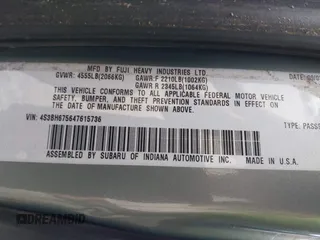 MFD BY FUJI HEAVY INDUSTRIES LTD.
GVWR: 4555LB(2066KG) GAWR:F 2210LB(1002KG)
GAWR R 2345LB(1064KG)
THIS VEHICLE CONFORMS TO ALL APPLICABLE FEDERAL MOTOR VEHICLE
SAFETY, BUMPER, AND THEFT PREVENTION STANDARDS IN EFFECT
ON THE DATE OF MANUFACTURE SHOWN ABOVE.
VIN: 4S3BH675647615736 PASS
ASSEMBLED BY SUBARU OF INDIANA AUTOMOTIVE INC. MADE IN U.S.A.
DREAMBID